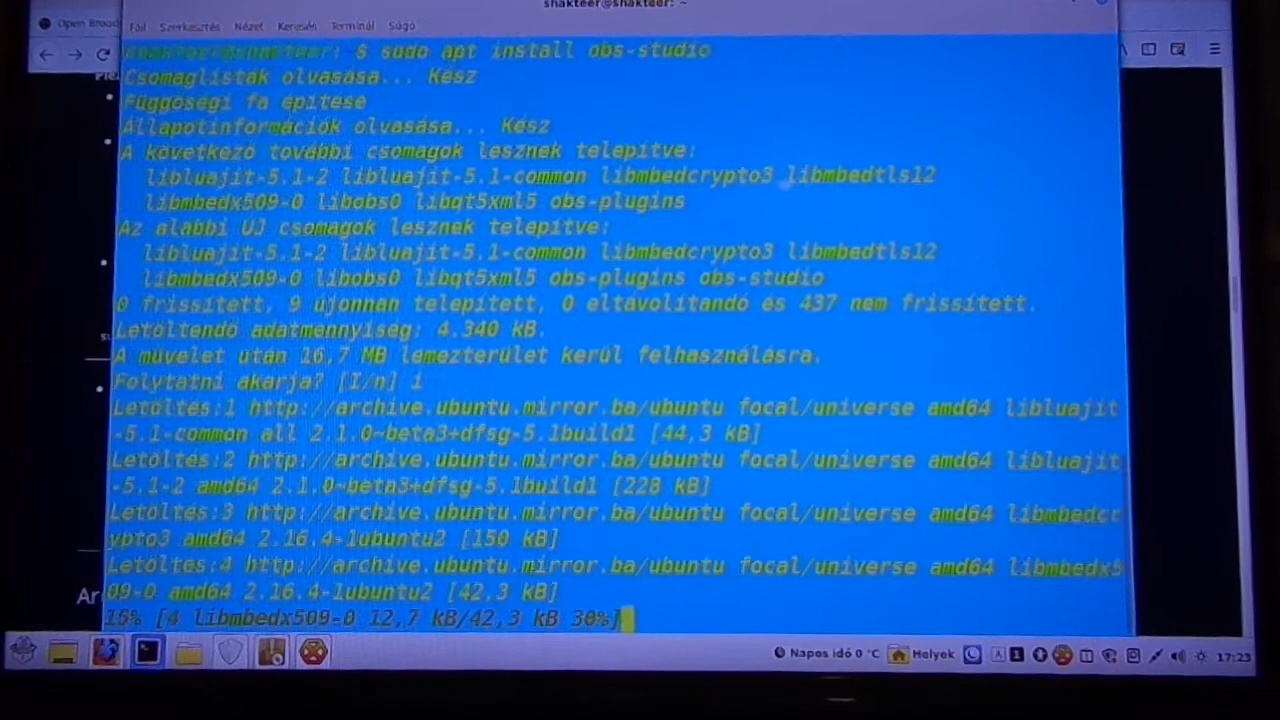 shakteer@shakteer: ~
Open Broad
Fájl Szerkesztés Nézet Keresés Terminál Súgó
shakteer@shakteer:~$ sudo apt install obs-studio
Csomaglisták olvasása... Kész
Függőségi fa építése
Állapotinformációk olvasása... Kész
A következő további csomagok lesznek telepítve:
libluajit-5.1-2 libluajit-5.1-common libmbedcrypto3 libmbedtls12
libmbedx509-0 libobs0 libqt5xml5 obs-plugins
Az alábbi ÚJ csomagok lesznek telepítve:
libluajit-5.1-2 libluajit-5.1-common libmbedcrypto3 libmbedtls12
libmbedx509-0 libobs0 libqt5xml5 obs-plugins obs-studio
0 frissített, 9 újonnan telepített, 0 eltávolítandó és 437 nem frissített.
Letöltendő adatmennyiség: 4.340 kB.
A művelet után 16,7 MB lemezterület kerül felhasználásra.
Folytatni akarja? [I/n] i
Letöltés:1 http://archive.ubuntu.mirror.ba/ubuntu focal/universe amd64 libluajit
-5.1-common all 2.1.0~beta3+dfsg-5.1build1 [44,3 kB]
Letöltés:2 http://archive.ubuntu.mirror.ba/ubuntu focal/universe amd64 libluajit
-5.1-2 amd64 2.1.0~beta3+dfsg-5.1build1 [228 kB]
Letöltés:3 http://archive.ubuntu.mirror.ba/ubuntu focal/universe amd64 libmbedcr
ypto3 amd64 2.16.4-1ubuntu2 [150 kB]
Letöltés:4 http://archive.ubuntu.mirror.ba/ubuntu focal/universe amd64 libmbedx5
09-0 amd64 2.16.4-1ubuntu2 [42,3 kB]
15% [4 libmbedx509-0 12,7 kB/42,3 kB 30%]
Ar
Napos idő 0 °C Helyek A 1 17:23